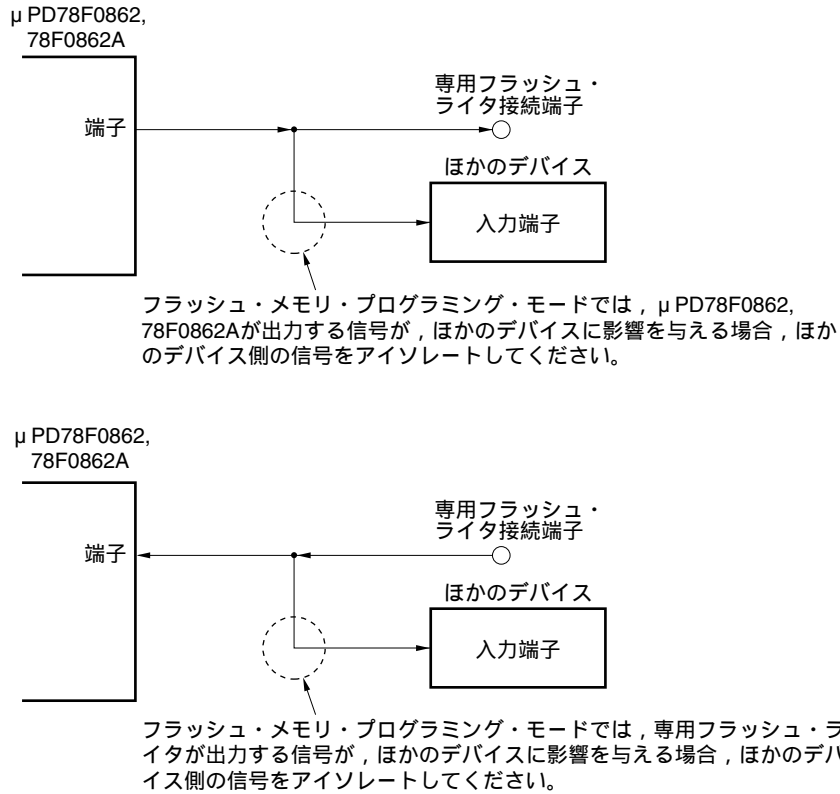 μ PD78F0862,
78F0862A
専用フラッシュ・
ライタ接続端子
端子
ほかのデバイス
入力端子
フラッシュ・メモリ・プログラミング・モードでは，μ PD78F0862,
78F0862Aが出力する信号が，ほかのデバイスに影響を与える場合，ほか
のデバイス側の信号をアイソレートしてください。
μ PD78F0862,
78F0862A
専用フラッシュ・
ライタ接続端子
端子
ほかのデバイス
入力端子
フラッシュ・メモリ・プログラミング・モードでは，専用フラッシュ・ラ
イタが出力する信号が，ほかのデバイスに影響を与える場合，ほかのデバ
イス側の信号をアイソレートしてください。